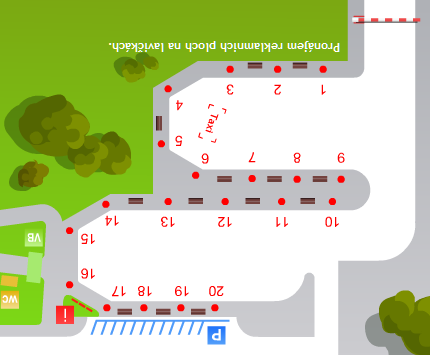 P
i
20 19 18 17
WC
16
VB
15
10 11 12 13 14
9 8 7 6
5
Taxi
4
1 2 3
Pronájem reklamních ploch na lavičkách.